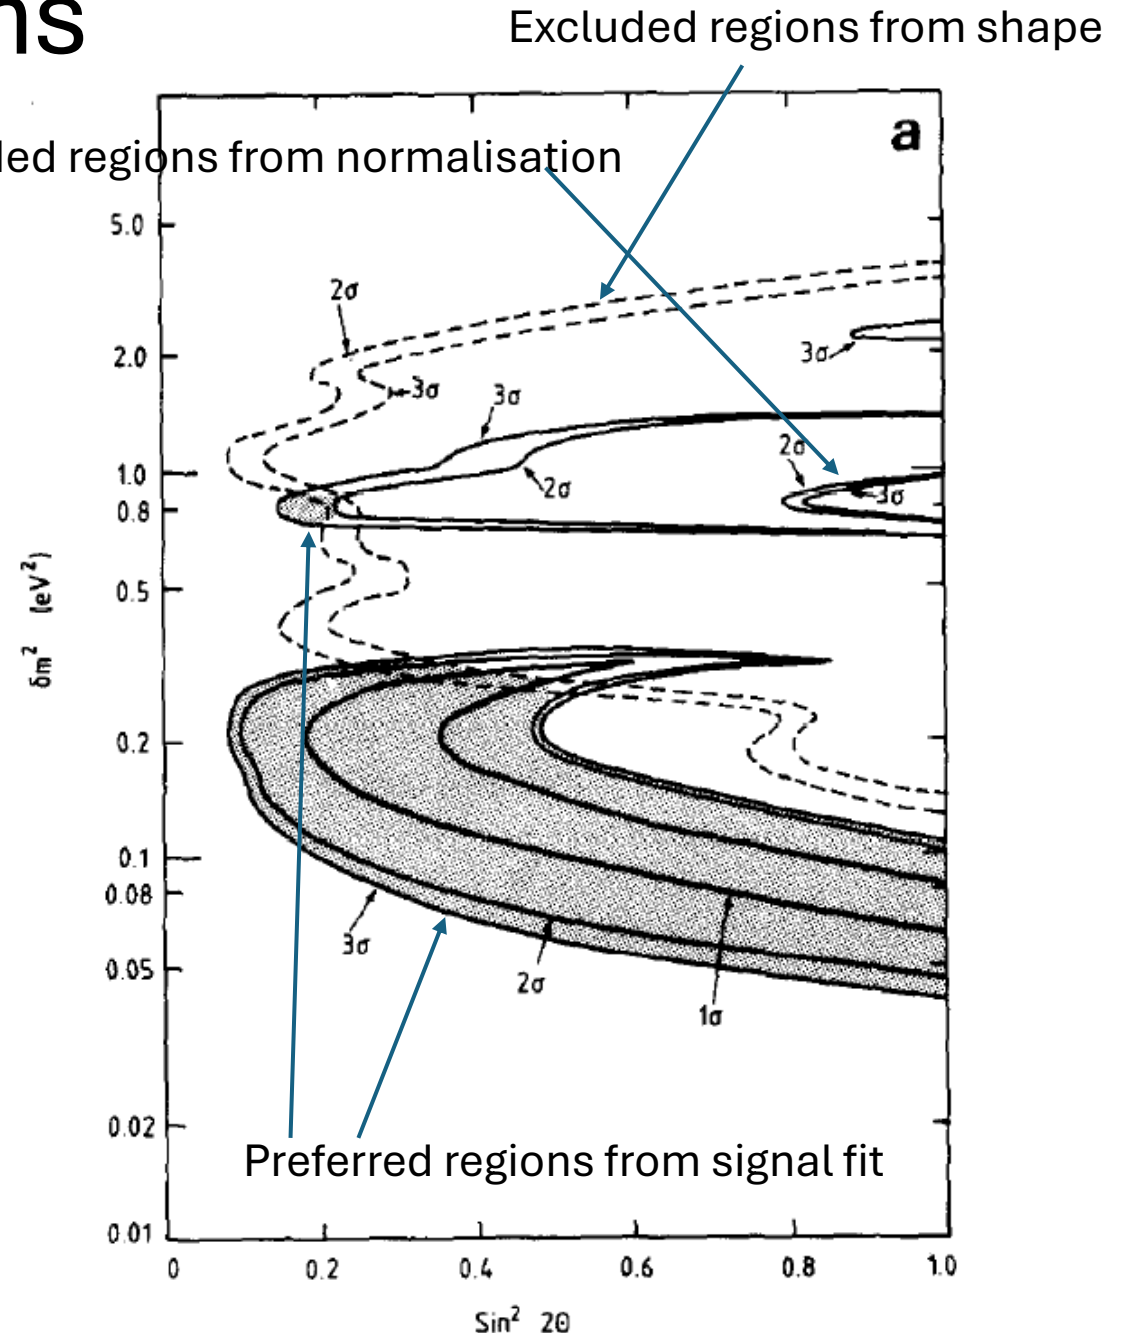 ns
Excluded regions from shape
a
led regions from normalisation
5.0
2σ
2.0
3σ
3σ
3σ
2σ
1.0
2σ
3σ
0.8
0.5
δm² (eV²)
0.2
0.1
0.08
3σ
0.05
2σ
1σ
0.02
Preferred regions from signal fit
0.01
0 0.2 0.4 0.6 0.8 1.0
Sin² 2θ